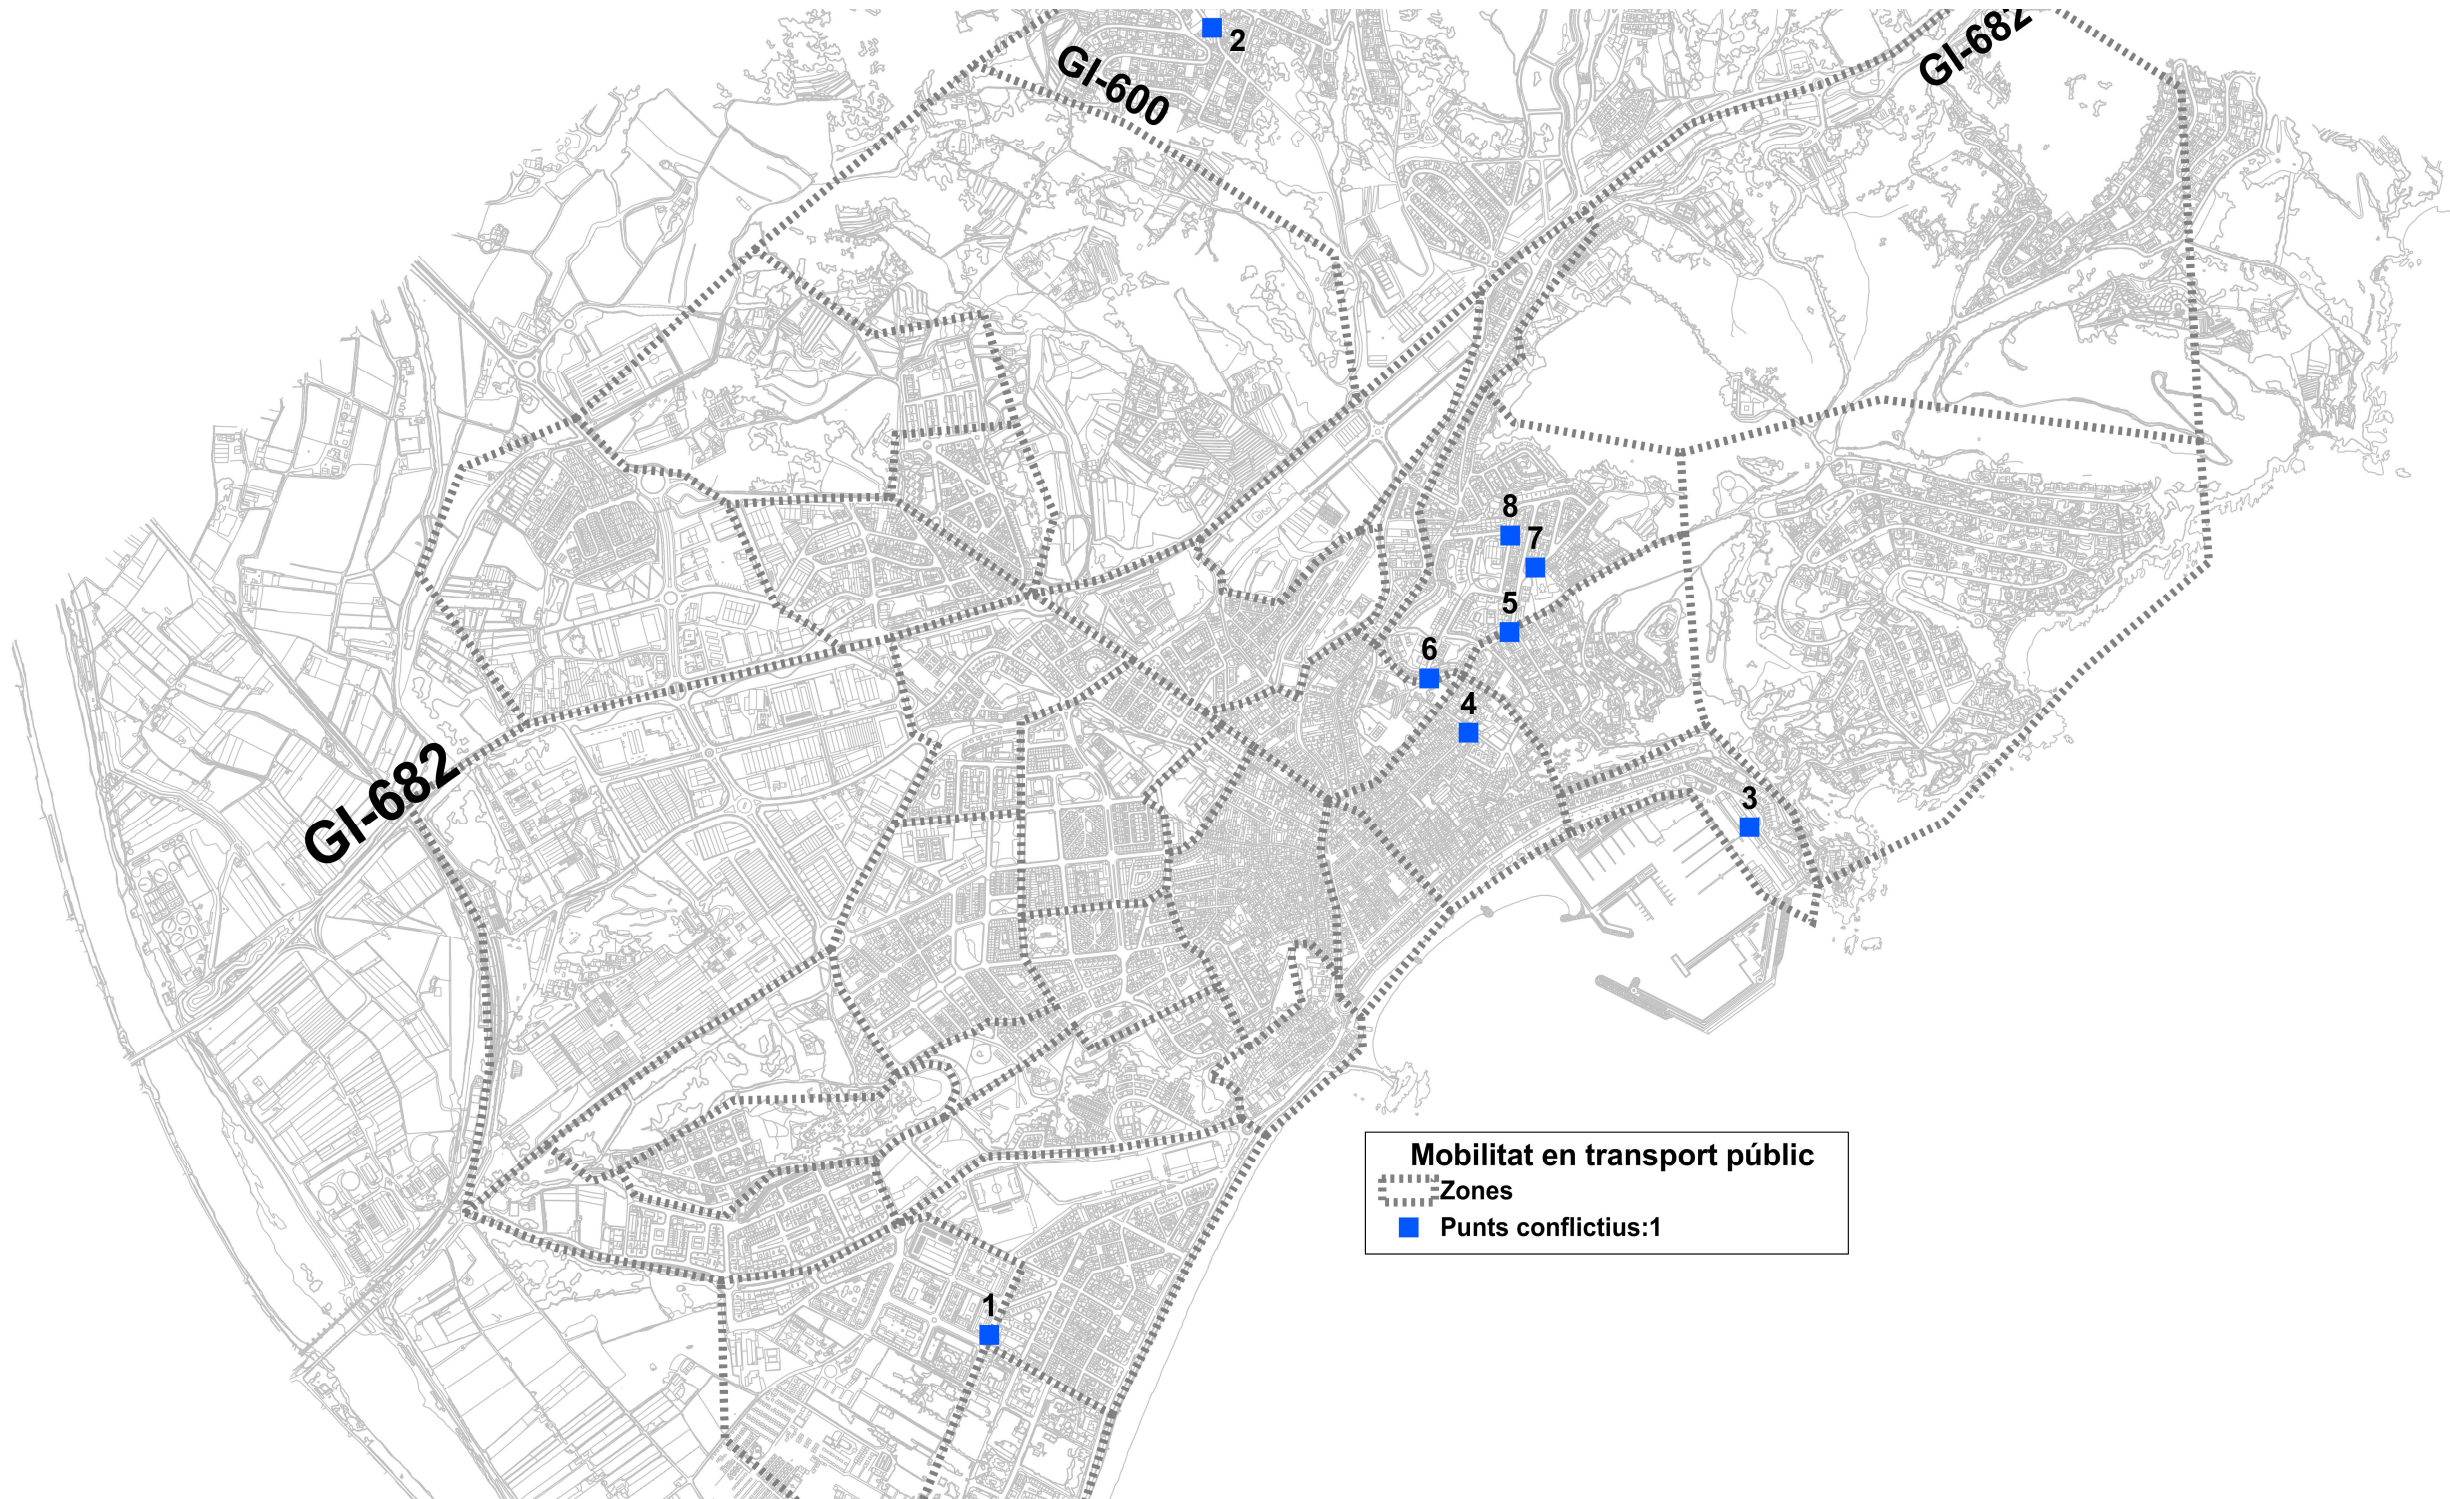 2
GI-600
GI-682
8
7
5
6
4
3
GI-682
Mobilitat en transport públic
Zones
Punts conflictius:1
1